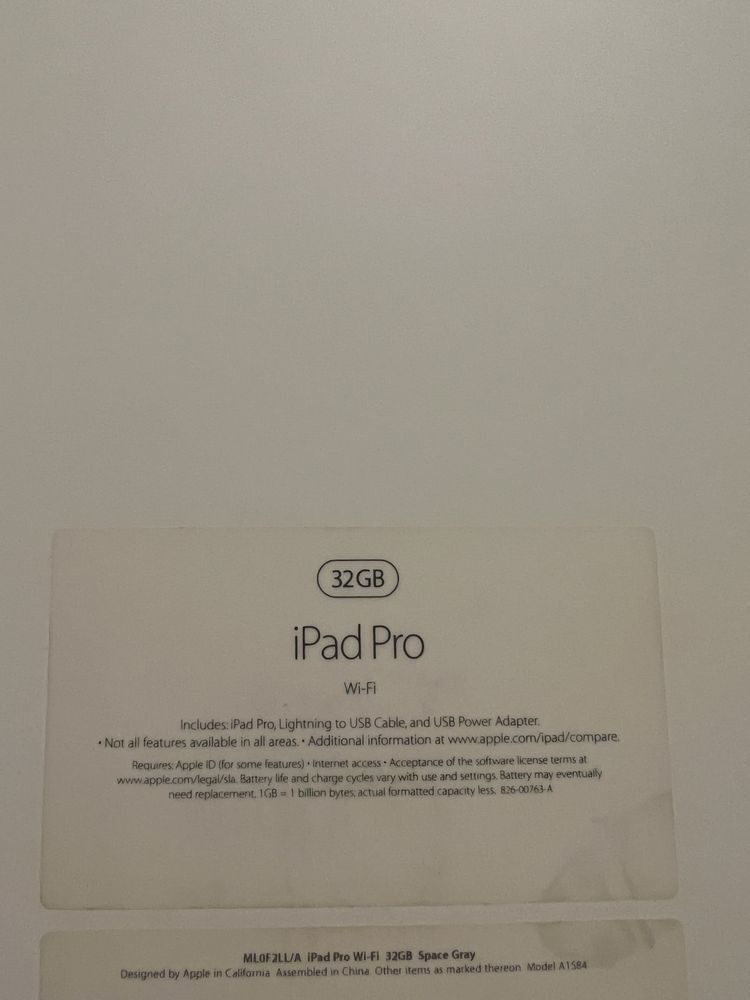 32GB
iPad Pro
Wi-Fi
Includes: iPad Pro, Lightning to USB Cable, and USB Power Adapter.
• Not all features available in all areas. • Additional information at www.apple.com/ipad/compare.
Requires: Apple ID (for some features) • Internet access • Acceptance of the software license terms at
www.apple.com/legal/sla. Battery life and charge cycles vary with use and settings. Battery may eventually
need replacement. 1GB = 1 billion bytes; actual formatted capacity less. 826-00763-A
ML0F2LL/A iPad Pro Wi-Fi 32GB Space Gray
Designed by Apple in California Assembled in China Other items as marked thereon Model A1584